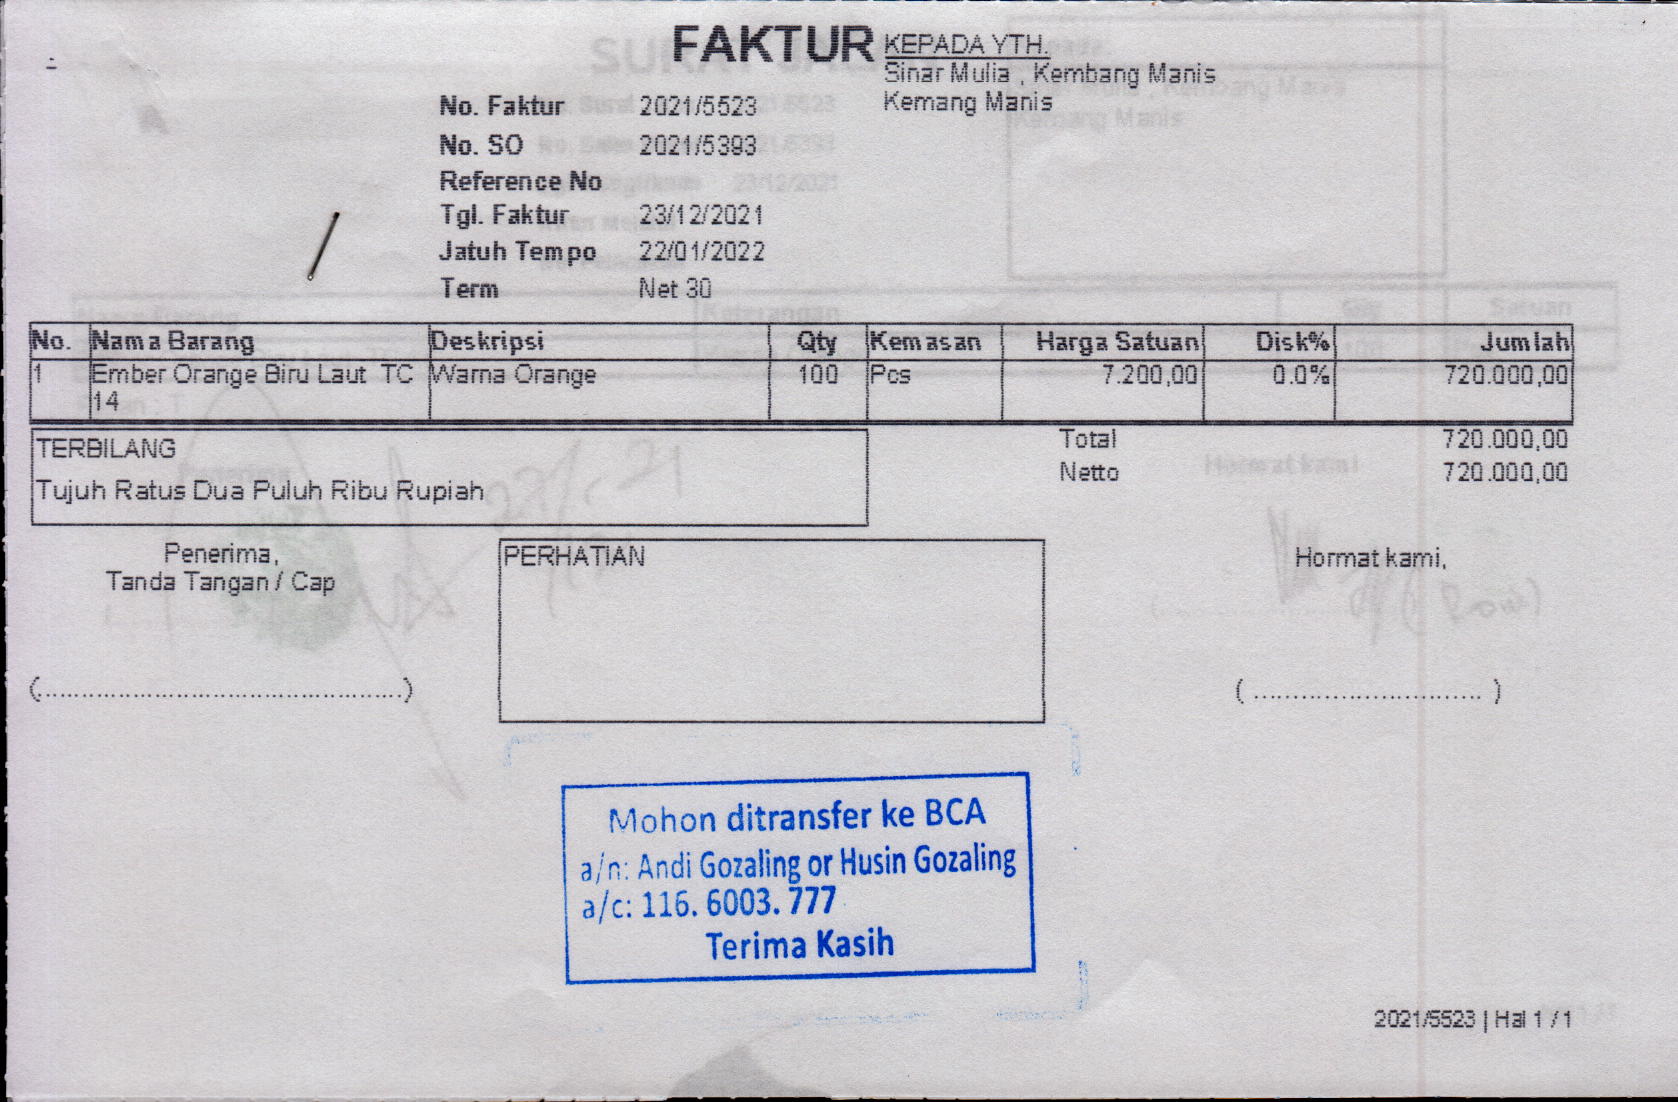 FAKTUR
KEPADA YTH.
Sinar Mulia , Kembang Manis
Kemang Manis
No. Faktur 2021/5523
No. SO 2021/5393
Reference No
Tgl. Faktur 23/12/2021
Jatuh Tempo 22/01/2022
Term Net 30
No. Nama Barang Deskripsi Qty Kemasan Harga Satuan Disk% Jumlah
1 Ember Orange Biru Laut TC Warna Orange 100 Pcs 7.200,00 0.0% 720.000,00
14
TERBILANG
Tujuh Ratus Dua Puluh Ribu Rupiah
Total 720.000,00
Netto 720.000,00
Penerima,
Tanda Tangan / Cap
(..............................................)
PERHATIAN
Hormat kami,
( ............................. )
Mohon ditransfer ke BCA
a/n: Andi Gozaling or Husin Gozaling
a/c: 116. 6003. 777
Terima Kasih
2021/5523 | Hal 1 / 1